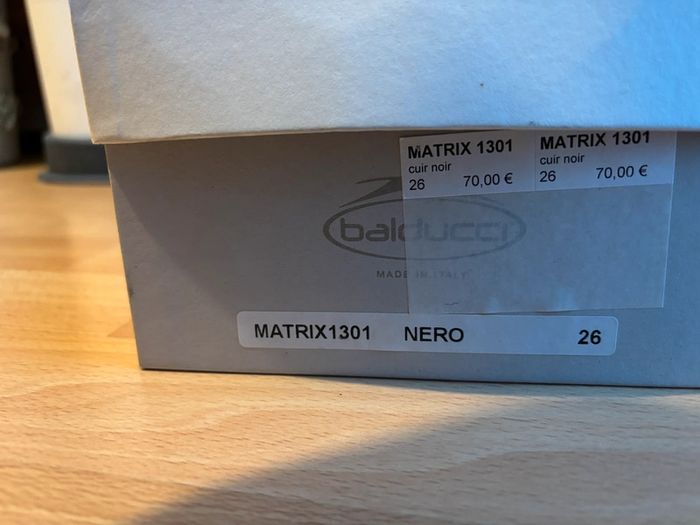 MATRIX 1301
cuir noir
26 70,00 €
MATRIX 1301
cuir noir
26 70,00 €
balducci
MADE IN ITALY
MATRIX1301 NERO 26